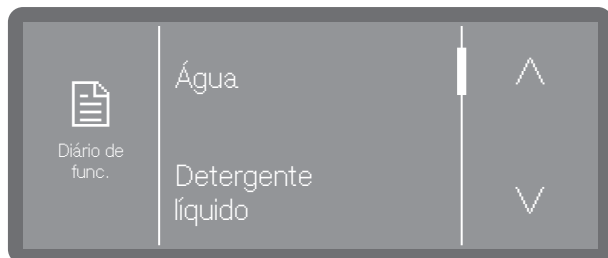 Diário de
func.
Água
Detergente
líquido